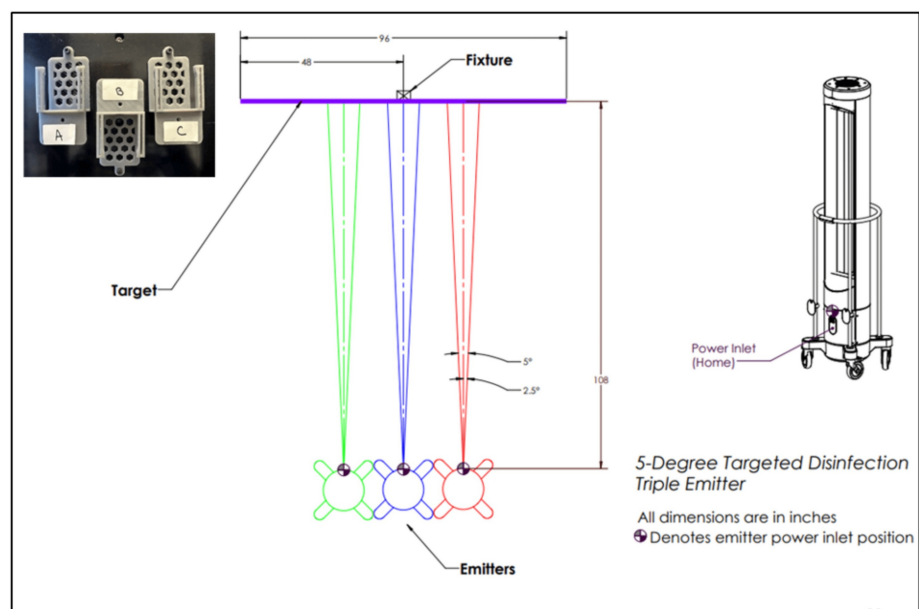 96
48
Fixture
A
B
C
Target
5°
2.5°
108
Power Inlet
(Home)
5-Degree Targeted Disinfection
Triple Emitter
All dimensions are in inches
Denotes emitter power inlet position
Emitters